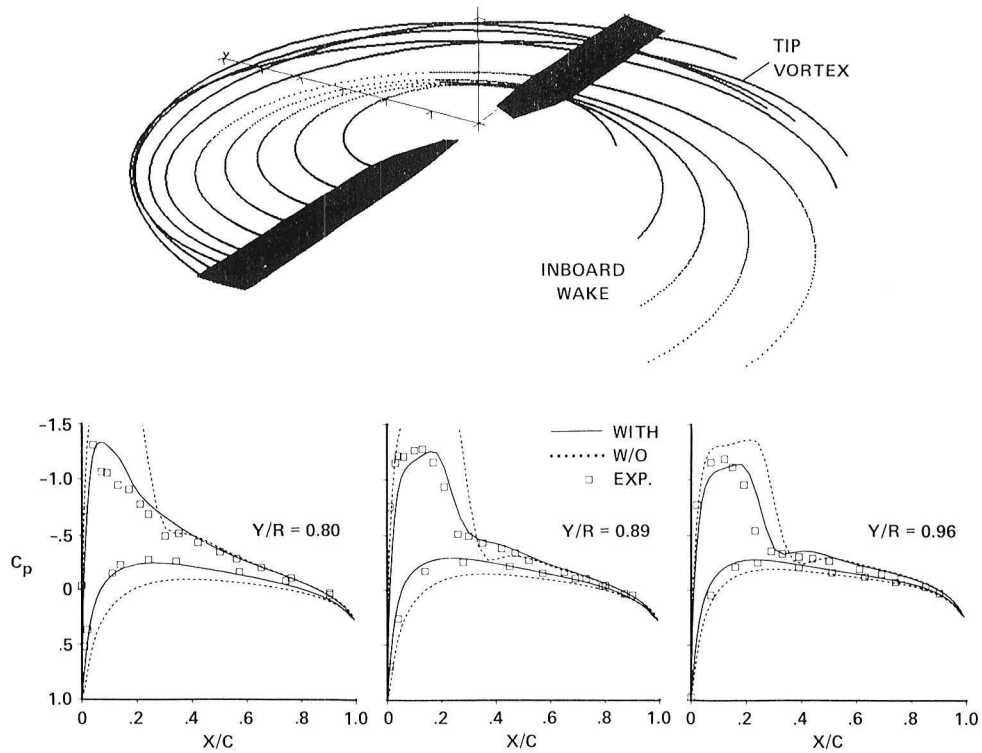 Y
TIP
VORTEX
INBOARD
WAKE
-1.5
-1.0
-.5
0
.5
1.0
Cp
Y/R = 0.80
0 .2 .4 .6 .8 1.0
X/C
WITH
W/O
EXP.
Y/R = 0.89
0 .2 .4 .6 .8 1.0
X/C
Y/R = 0.96
0 .2 .4 .6 .8 1.0
X/C